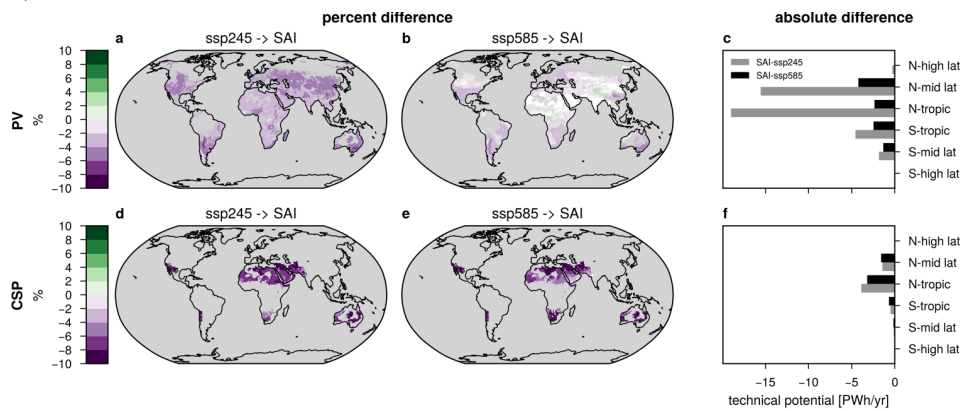 percent difference
absolute difference
a ssp245 -> SAI
b ssp585 -> SAI
c
10
8
6
4
2
0
−2
−4
−6
−8
−10
PV
%
SAI-ssp245
SAI-ssp585
N-high lat
N-mid lat
N-tropic
S-tropic
S-mid lat
S-high lat
d ssp245 -> SAI
e ssp585 -> SAI
f
10
8
6
4
2
0
−2
−4
−6
−8
−10
CSP
%
N-high lat
N-mid lat
N-tropic
S-tropic
S-mid lat
S-high lat
−15 −10 −5 0
technical potential [PWh/yr]